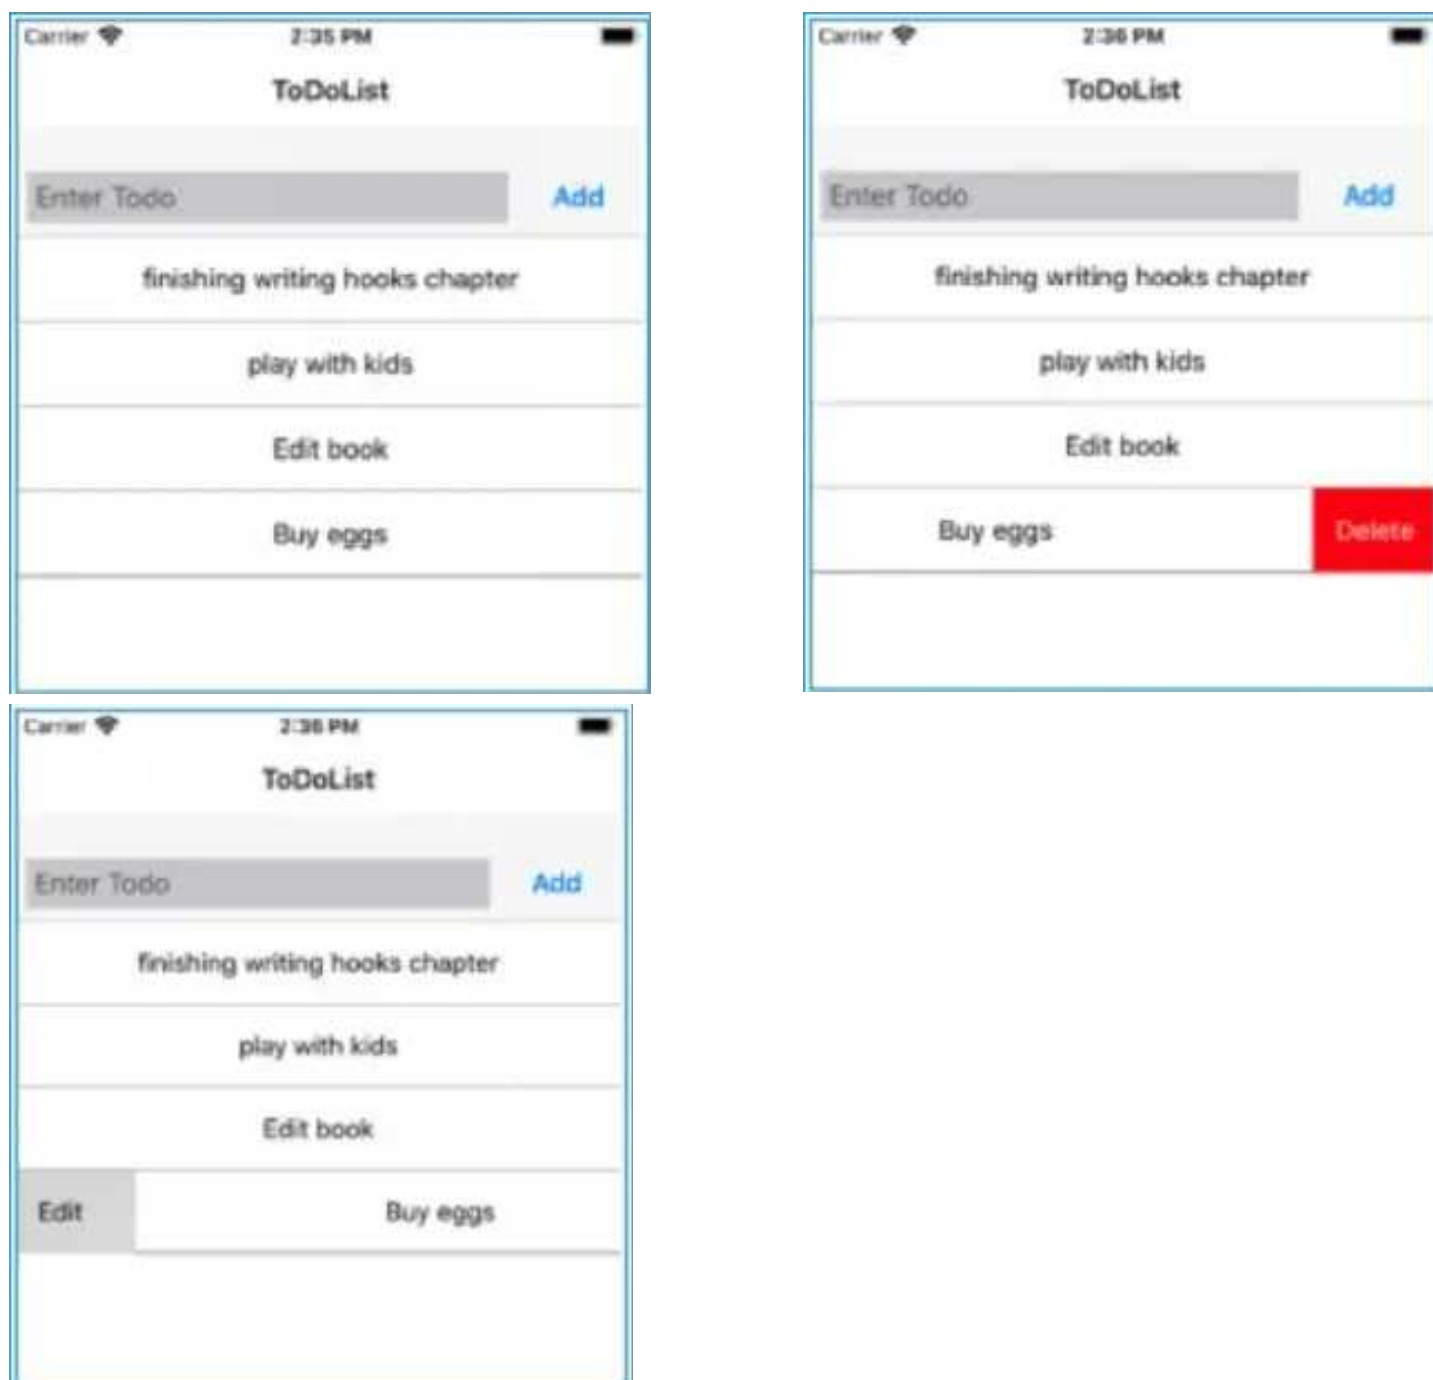 Carrier 2:35 PM
ToDoList
Enter Todo Add
finishing writing hooks chapter
play with kids
Edit book
Buy eggs
Carrier 2:36 PM
ToDoList
Enter Todo Add
finishing writing hooks chapter
play with kids
Edit book
Buy eggs Delete
Carrier 2:36 PM
ToDoList
Enter Todo Add
finishing writing hooks chapter
play with kids
Edit book
Edit Buy eggs